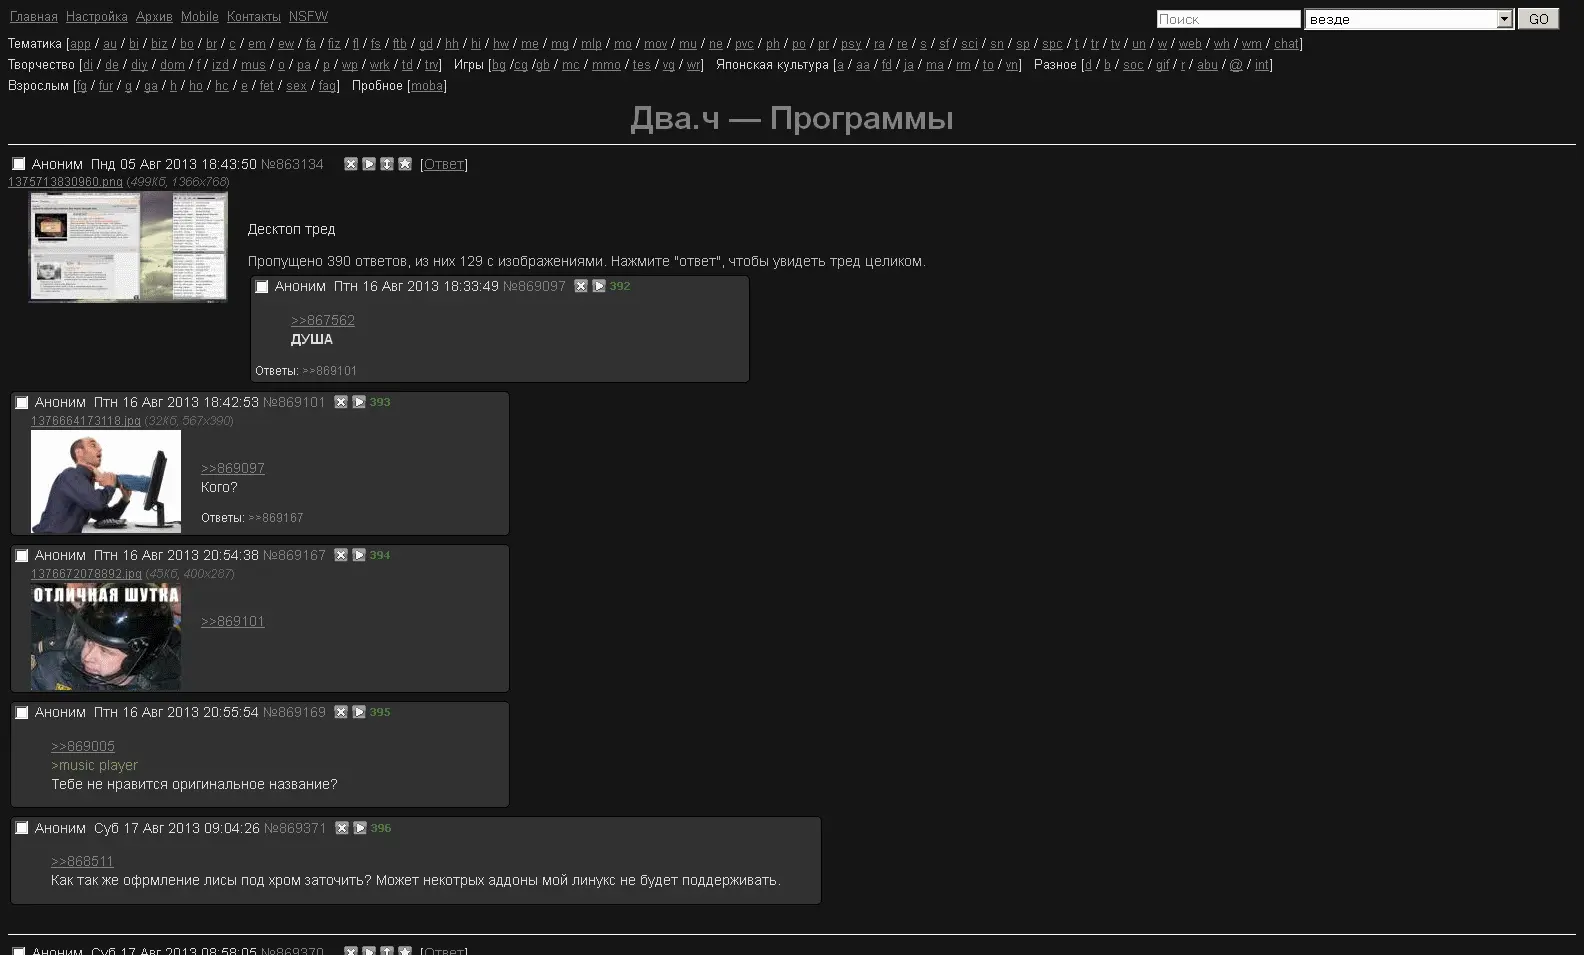 Главная Настройка Архив Mobile Контакты NSFW
Поиск везде GO
Тематика [app / au / bi / biz / bo / br / c / em / ew / fa / fiz / fl / fs / ftb / gd / hh / hi / hw / me / mg / mlp / mo / mov / mu / ne / pvc / ph / po / pr / psy / ra / re / s / sf / sci / sn / sp / spc / t / tr / tv / un / w / web / wh / wm / chat]
Творчество [di / de / diy / dom / f / izd / mus / o / pa / p / wp / wrk / td / trv] Игры [bg /cg /gb / mc / mmo / tes / vg / wr] Японская культура [a / aa / fd / ja / ma / rm / to / vn] Разное [d / b / soc / gif / r / abu / @ / int]
Взрослым [fg / fur / g / ga / h / ho / hc / e / fet / sex / fag] Пробное [moba]
Два.ч — Программы
Аноним Пнд 05 Авг 2013 18:43:50 №863134 [Ответ]
1375713830960.png (499Кб, 1366x768)
Десктоп тред
Пропущено 390 ответов, из них 129 с изображениями. Нажмите "ответ", чтобы увидеть тред целиком.
Аноним Птн 16 Авг 2013 18:33:49 №869097 392
>>867562
ДУША
Ответы: >>869101
Аноним Птн 16 Авг 2013 18:42:53 №869101 393
1376664173118.jpg (32Кб, 567x390)
>>869097
Кого?
Ответы: >>869167
Аноним Птн 16 Авг 2013 20:54:38 №869167 394
1376672078892.jpg (45Кб, 400x287)
ОТЛИЧНАЯ ШУТКА
>>869101
Аноним Птн 16 Авг 2013 20:55:54 №869169 395
>>869005
>music player
Тебе не нравится оригинальное название?
Аноним Суб 17 Авг 2013 09:04:26 №869371 396
>>868511
Как так же офрмление лисы под хром заточить? Может некотрых аддоны мой линукс не будет поддерживать.
Аноним Суб 17 Авг 2013 08:58:05 №869370 [Ответ]